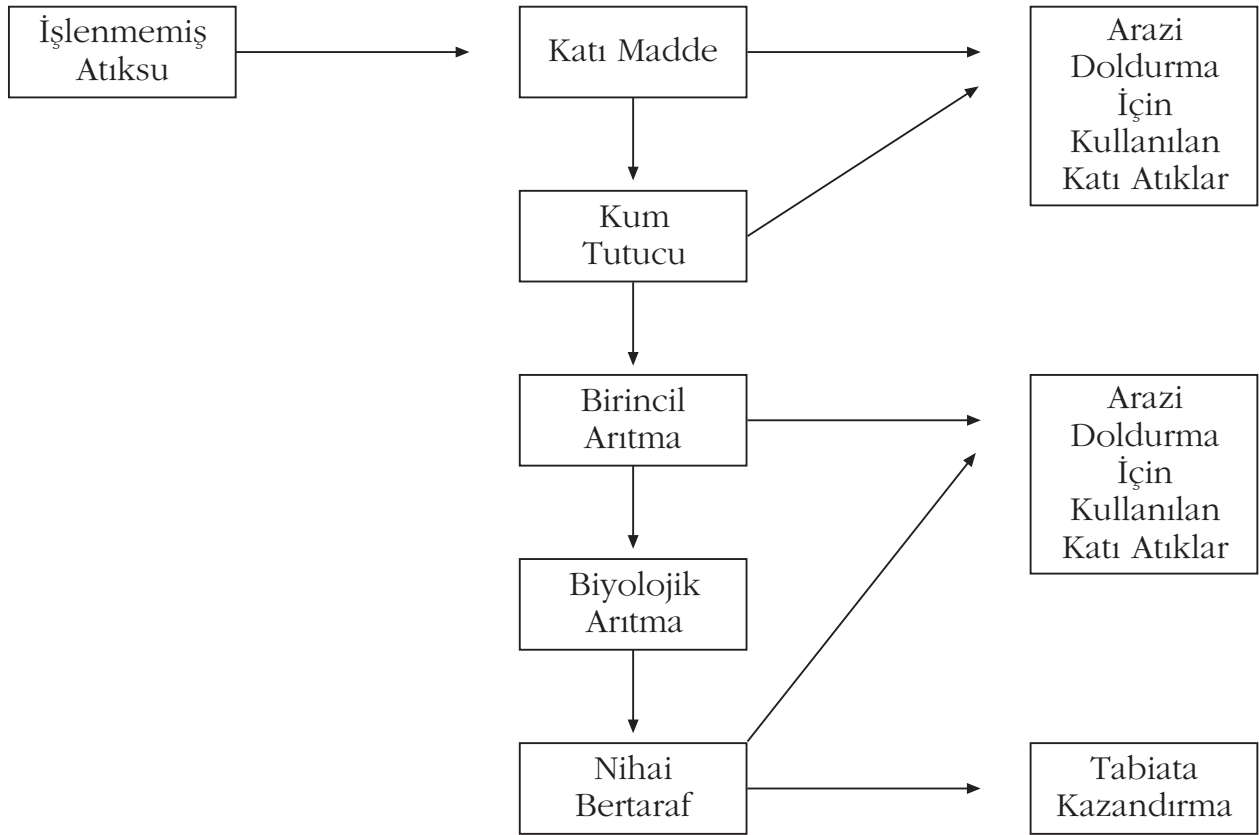 İşlenmemiş
Atıksu
Katı Madde
Arazi
Doldurma
İçin
Kullanılan
Katı Atıklar
Kum
Tutucu
Birincil
Arıtma
Arazi
Doldurma
İçin
Kullanılan
Katı Atıklar
Biyolojik
Arıtma
Nihai
Bertaraf
Tabiata
Kazandırma